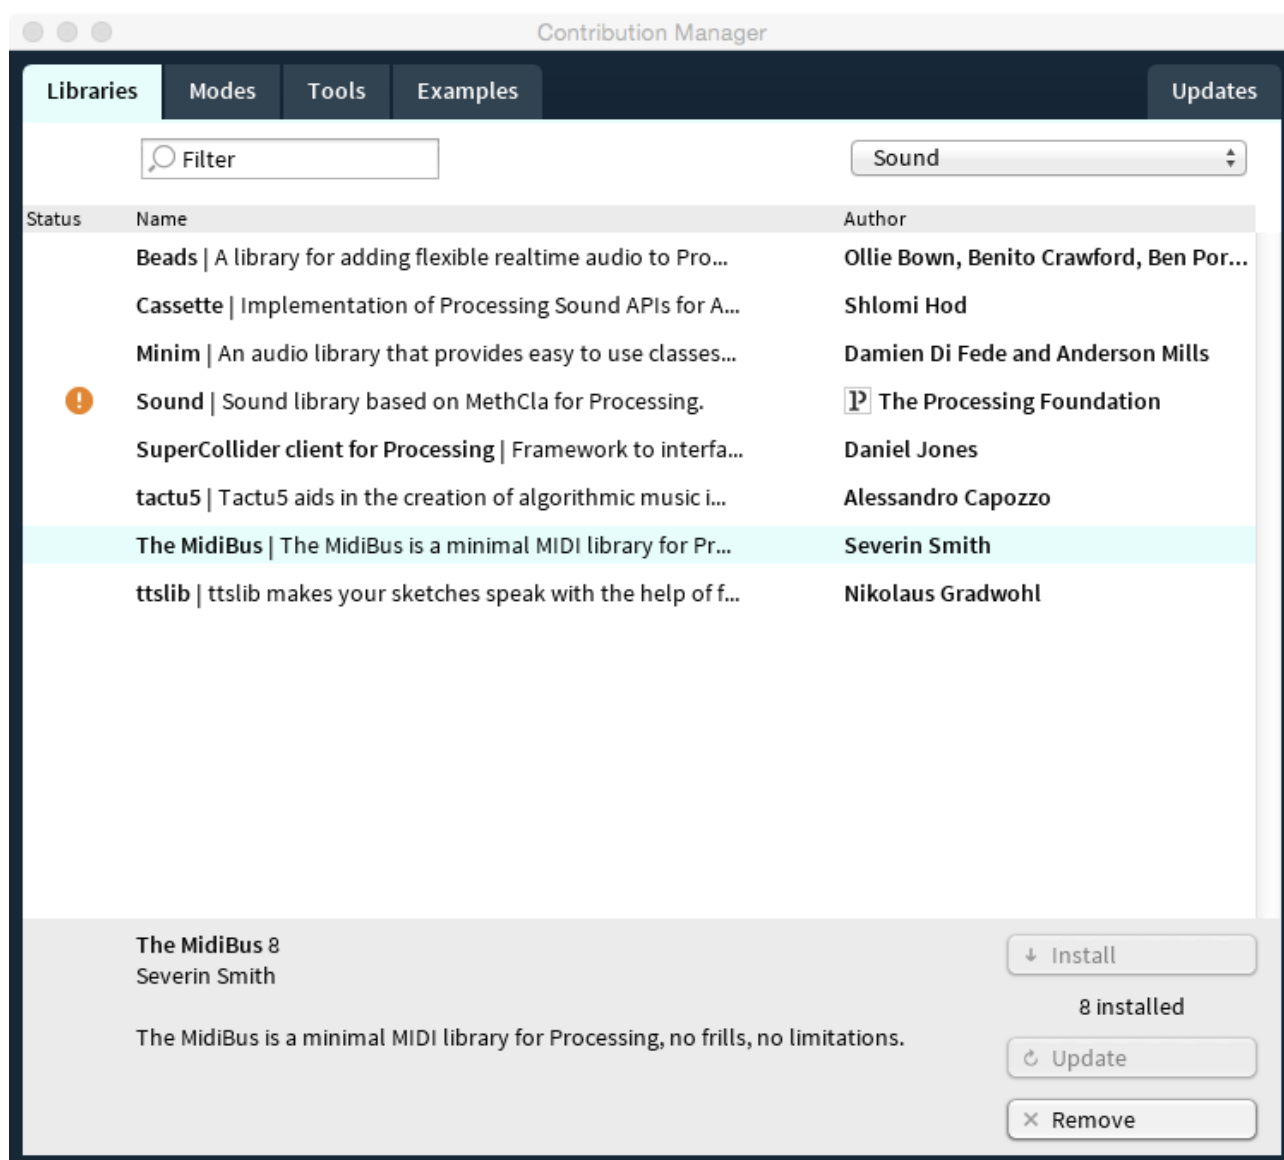 Contribution Manager
Libraries Modes Tools Examples Updates
Filter Sound
Status Name Author
Beads | A library for adding flexible realtime audio to Pro... Ollie Bown, Benito Crawford, Ben Por...
Cassette | Implementation of Processing Sound APIs for A... Shlomi Hod
Minim | An audio library that provides easy to use classes... Damien Di Fede and Anderson Mills
Sound | Sound library based on MethCla for Processing. The Processing Foundation
SuperCollider client for Processing | Framework to interfa... Daniel Jones
tactu5 | Tactu5 aids in the creation of algorithmic music i... Alessandro Capozzo
The MidiBus | The MidiBus is a minimal MIDI library for Pr... Severin Smith
ttslib | ttslib makes your sketches speak with the help of f... Nikolaus Gradwohl
The MidiBus 8
Severin Smith
Install
8 installed
The MidiBus is a minimal MIDI library for Processing, no frills, no limitations.
Update
Remove